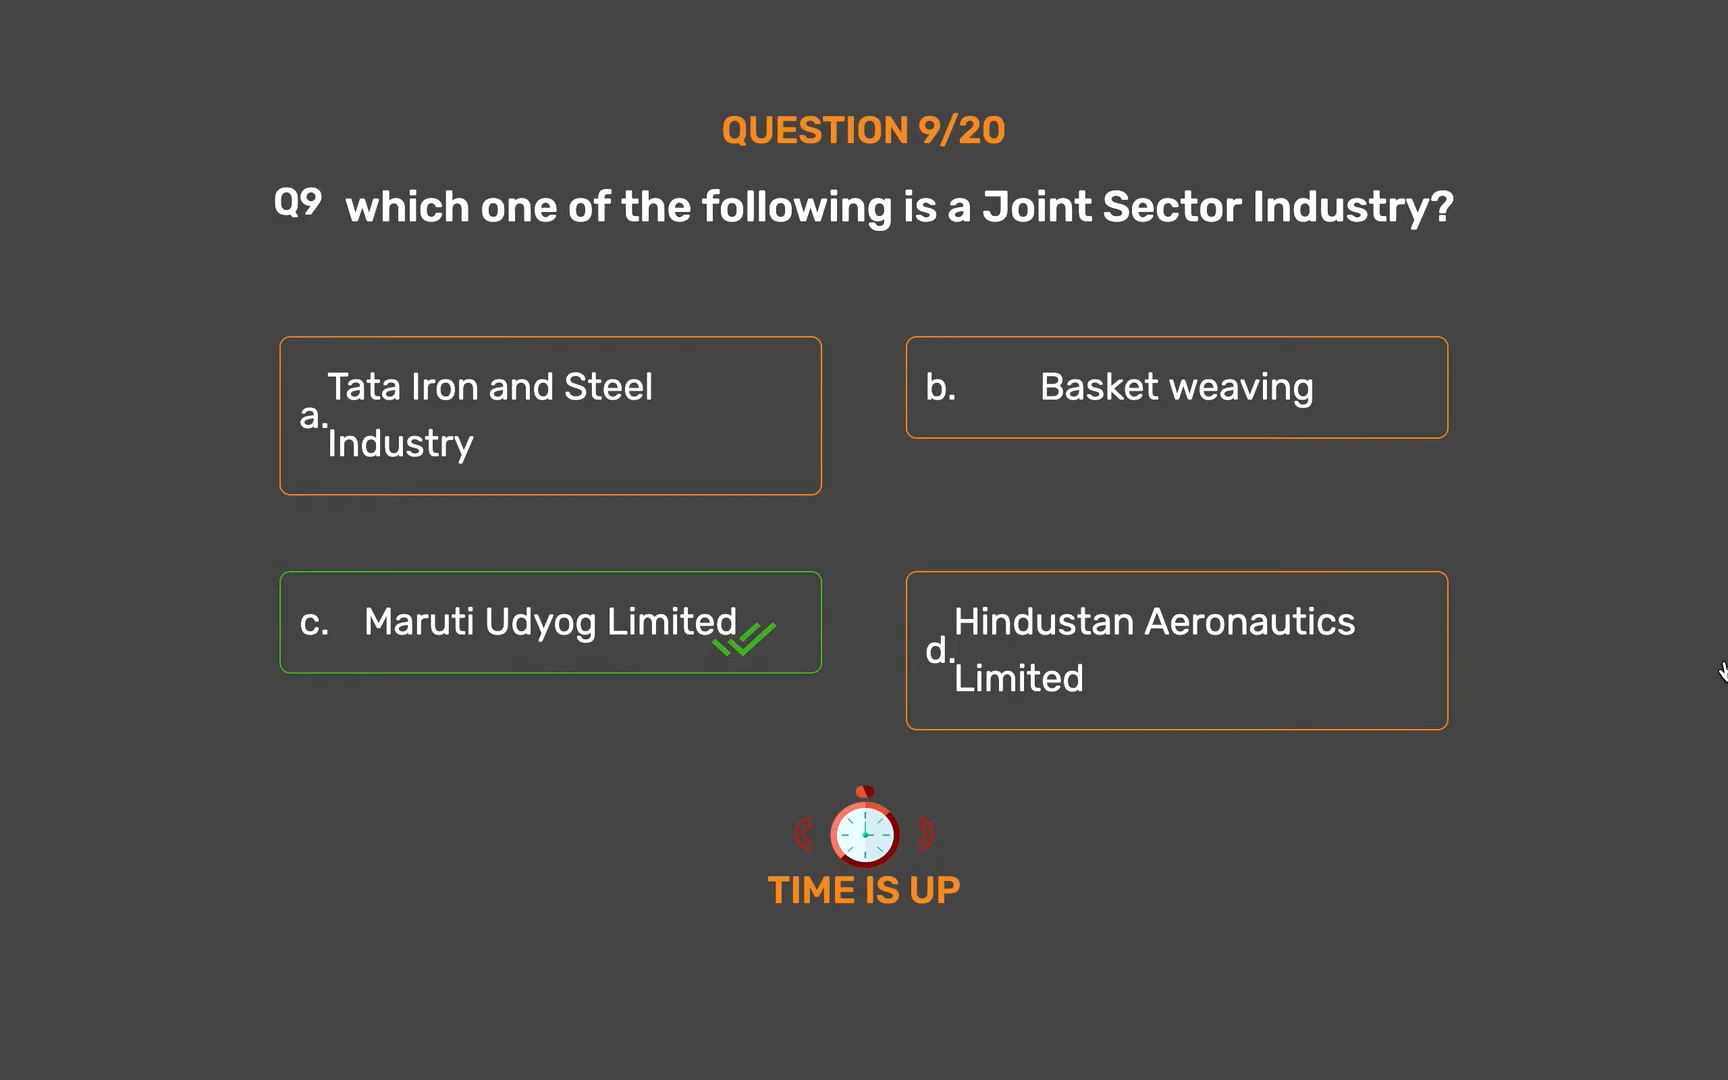 QUESTION 9/20
Q9 which one of the following is a Joint Sector Industry?
a. Tata Iron and Steel
Industry
b. Basket weaving
c. Maruti Udyog Limited
d. Hindustan Aeronautics
Limited
TIME IS UP